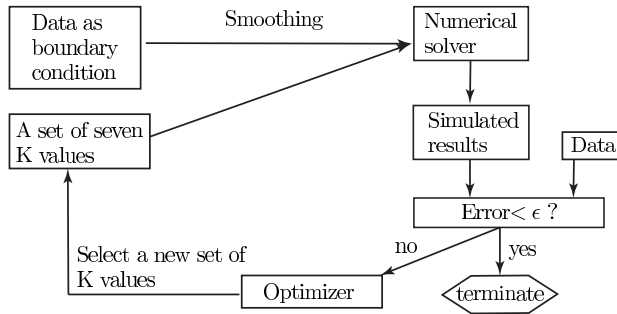 Data as
boundary
condition
Smoothing
Numerical
solver
A set of seven
K values
Simulated
results
Data
Error< ϵ ?
no
yes
Select a new set of
K values
Optimizer
terminate